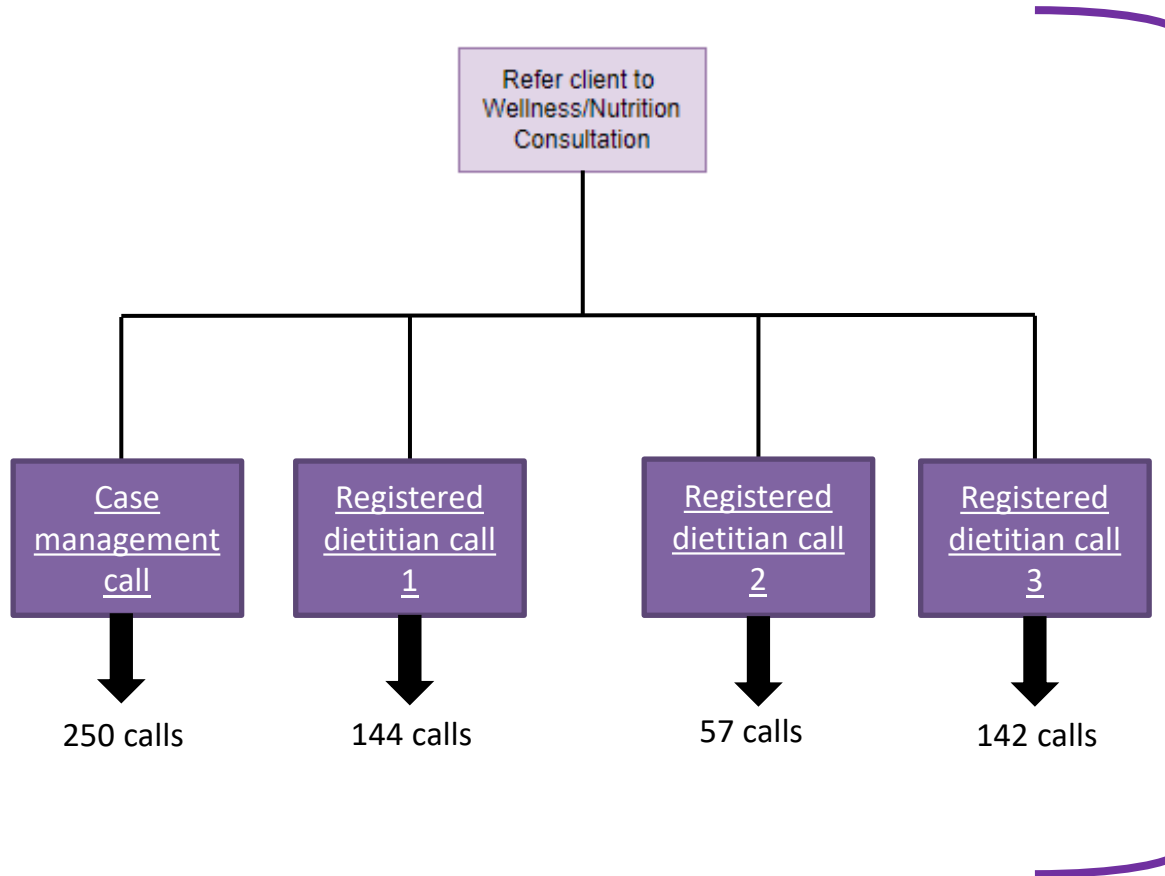 Refer client to
Wellness/Nutrition
Consultation
Case
management
call
Registered
dietitian call
1
Registered
dietitian call
2
Registered
dietitian call
3
250 calls
144 calls
57 calls
142 calls